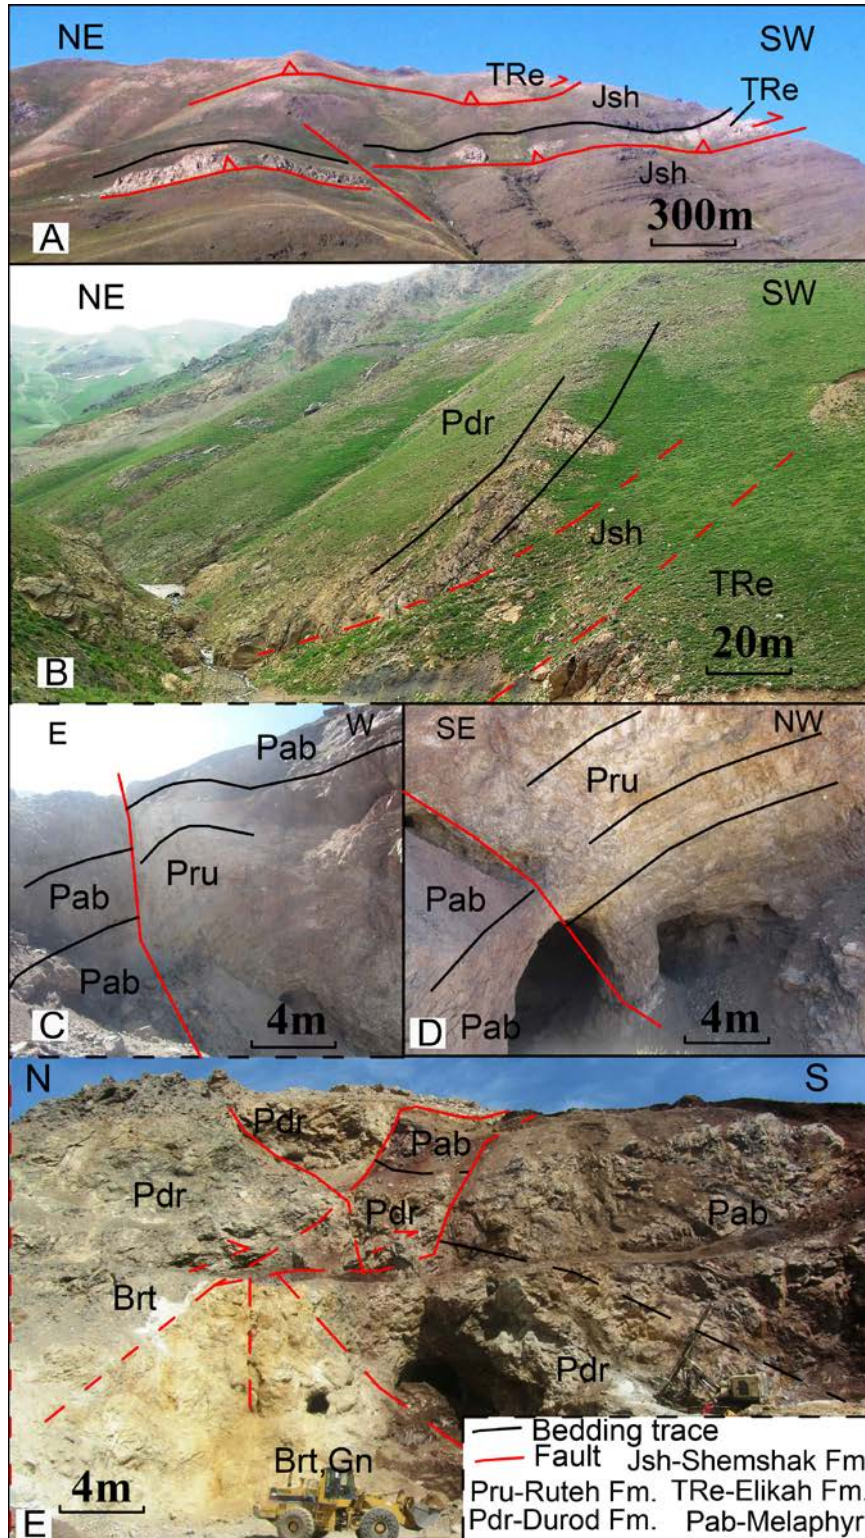 NE SW
TRe Jsh TRe
Jsh
300m
A
NE SW
Pdr
Jsh
TRe
20m
B
E W
Pab
Pab Pru
Pab
C 4m
SE NW
Pru
Pab
Pab
D 4m
N S
Pdr Pab
Pdr Pdr Pab
Brt
Pdr
Brt,Gn
4m
E
Bedding trace
Fault Jsh-Shemshak Fm
Pru-Ruteh Fm. TRe-Elikah Fm.
Pdr-Durod Fm. Pab-Melaphyr